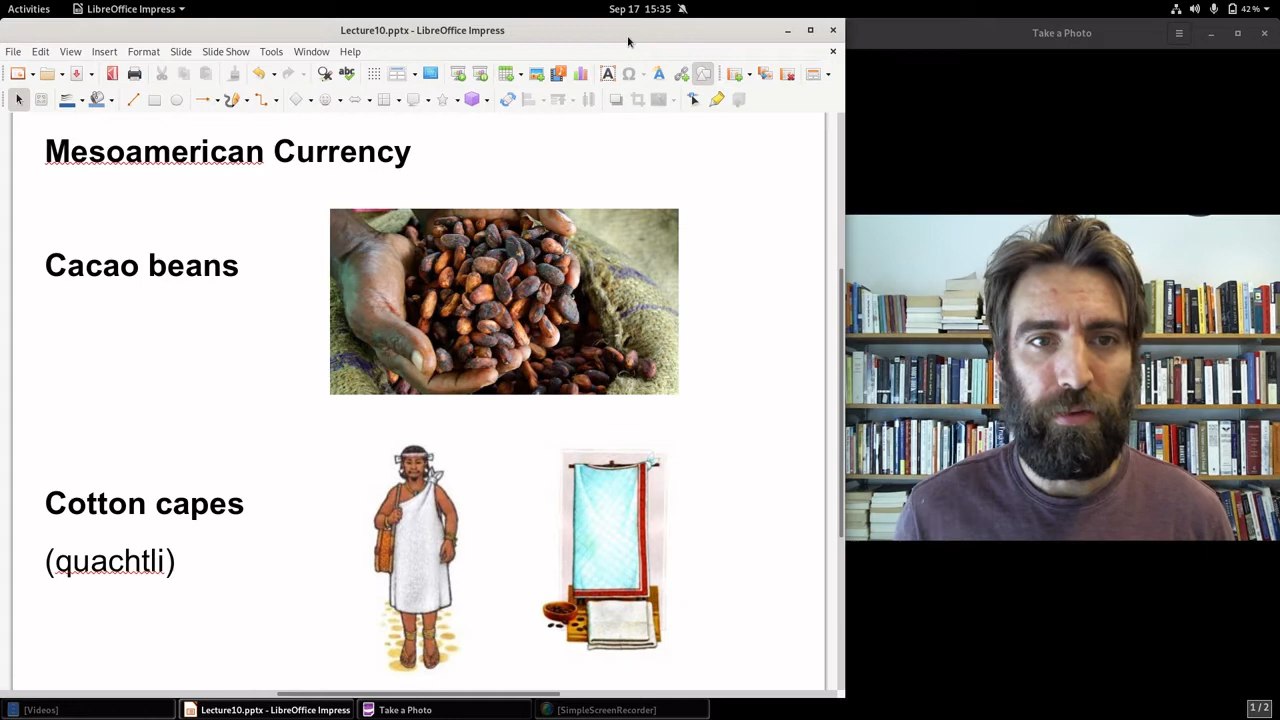 Activities
LibreOffice Impress
Sep 17 15:35
42 %
Lecture10.pptx - LibreOffice Impress
Take a Photo
File Edit View Insert Format Slide Slide Show Tools Window Help
abc
Mesoamerican Currency
Cacao beans
Cotton capes
(quachtli)
[Videos]
Lecture10.pptx - LibreOffice Impress
Take a Photo
[SimpleScreenRecorder]
1 / 2